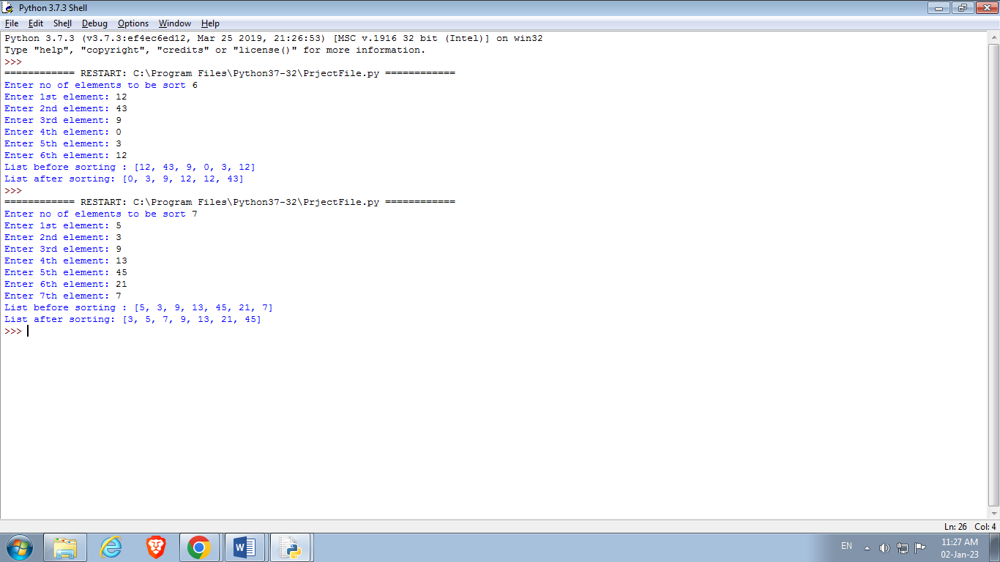 Python 3.7.3 Shell
File Edit Shell Debug Options Window Help
Python 3.7.3 (v3.7.3:ef4ec6ed12, Mar 25 2019, 21:26:53) [MSC v.1916 32 bit (Intel)] on win32
Type "help", "copyright", "credits" or "license()" for more information.
>>>
============ RESTART: C:\Program Files\Python37-32\PrjectFile.py ============
Enter no of elements to be sort 6
Enter 1st element: 12
Enter 2nd element: 43
Enter 3rd element: 9
Enter 4th element: 0
Enter 5th element: 3
Enter 6th element: 12
List before sorting : [12, 43, 9, 0, 3, 12]
List after sorting: [0, 3, 9, 12, 12, 43]
>>>
============ RESTART: C:\Program Files\Python37-32\PrjectFile.py ============
Enter no of elements to be sort 7
Enter 1st element: 5
Enter 2nd element: 3
Enter 3rd element: 9
Enter 4th element: 13
Enter 5th element: 45
Enter 6th element: 21
Enter 7th element: 7
List before sorting : [5, 3, 9, 13, 45, 21, 7]
List after sorting: [3, 5, 7, 9, 13, 21, 45]
>>>
Ln: 26 Col: 4
W
EN
11:27 AM
02-Jan-23